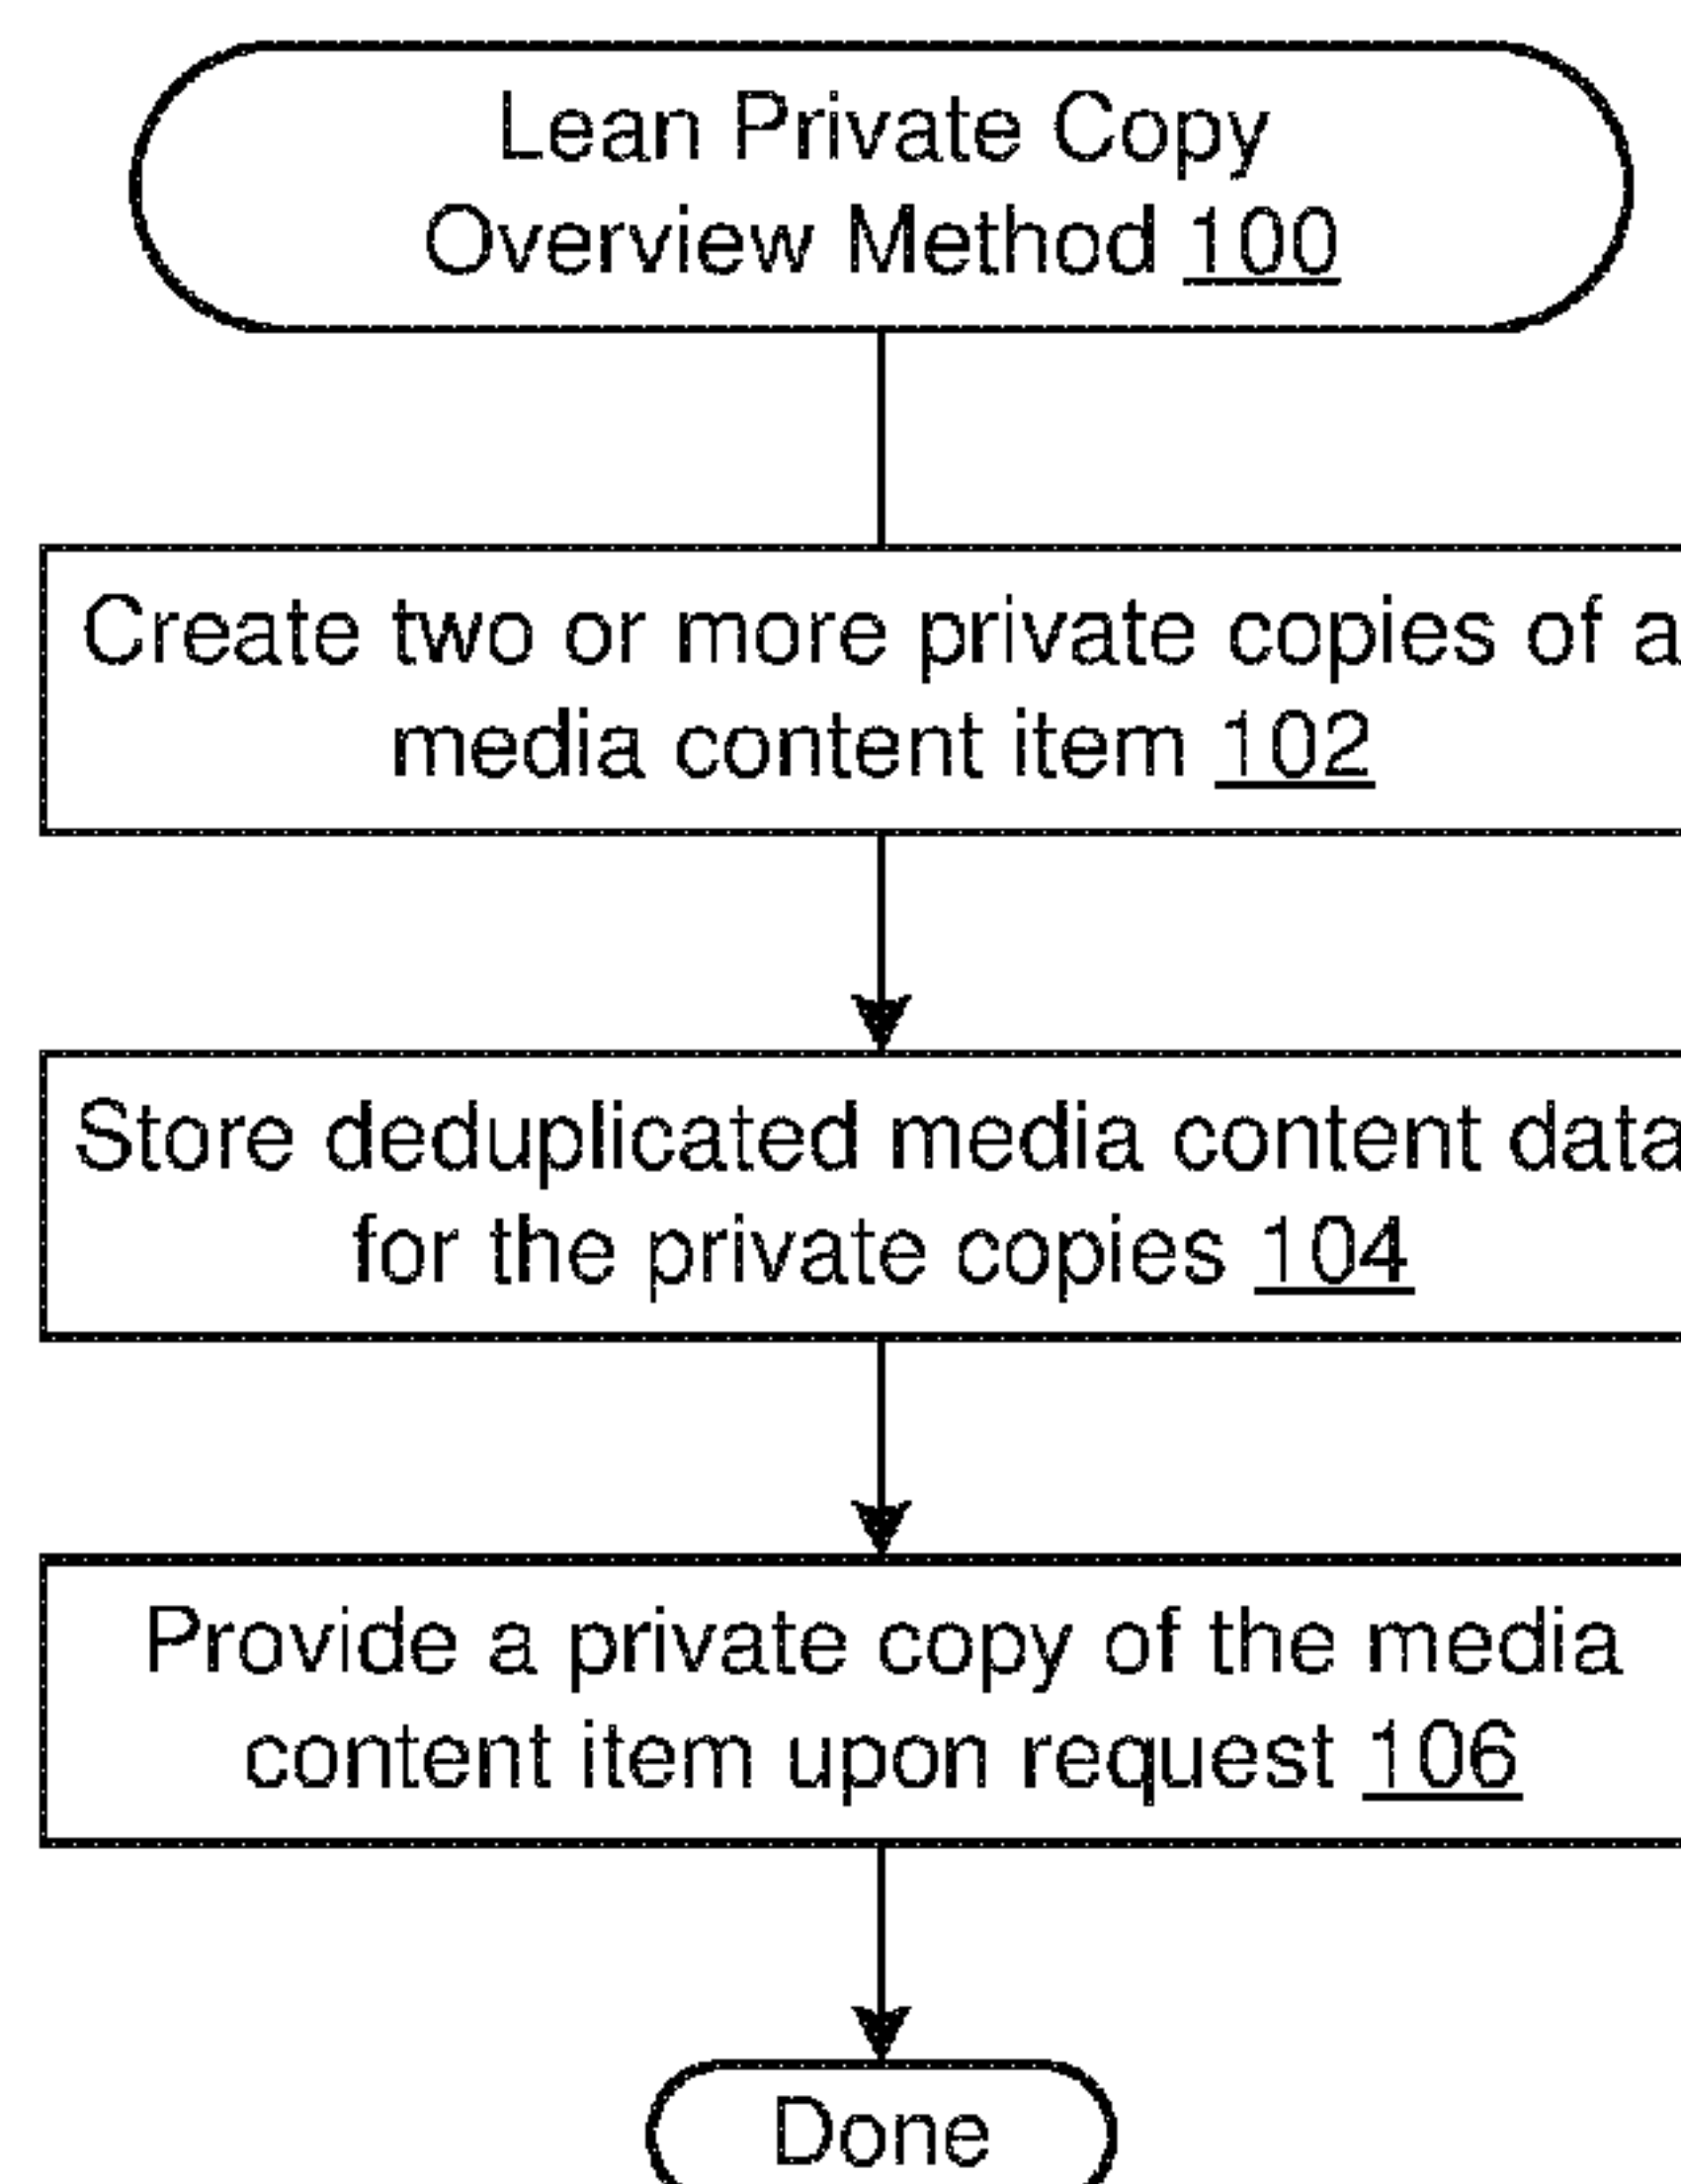 Lean Private Copy
Overview Method 100
Create two or more private copies of a
media content item 102
Store deduplicated media content data
for the private copies 104
Provide a private copy of the media
content item upon request 106
Done